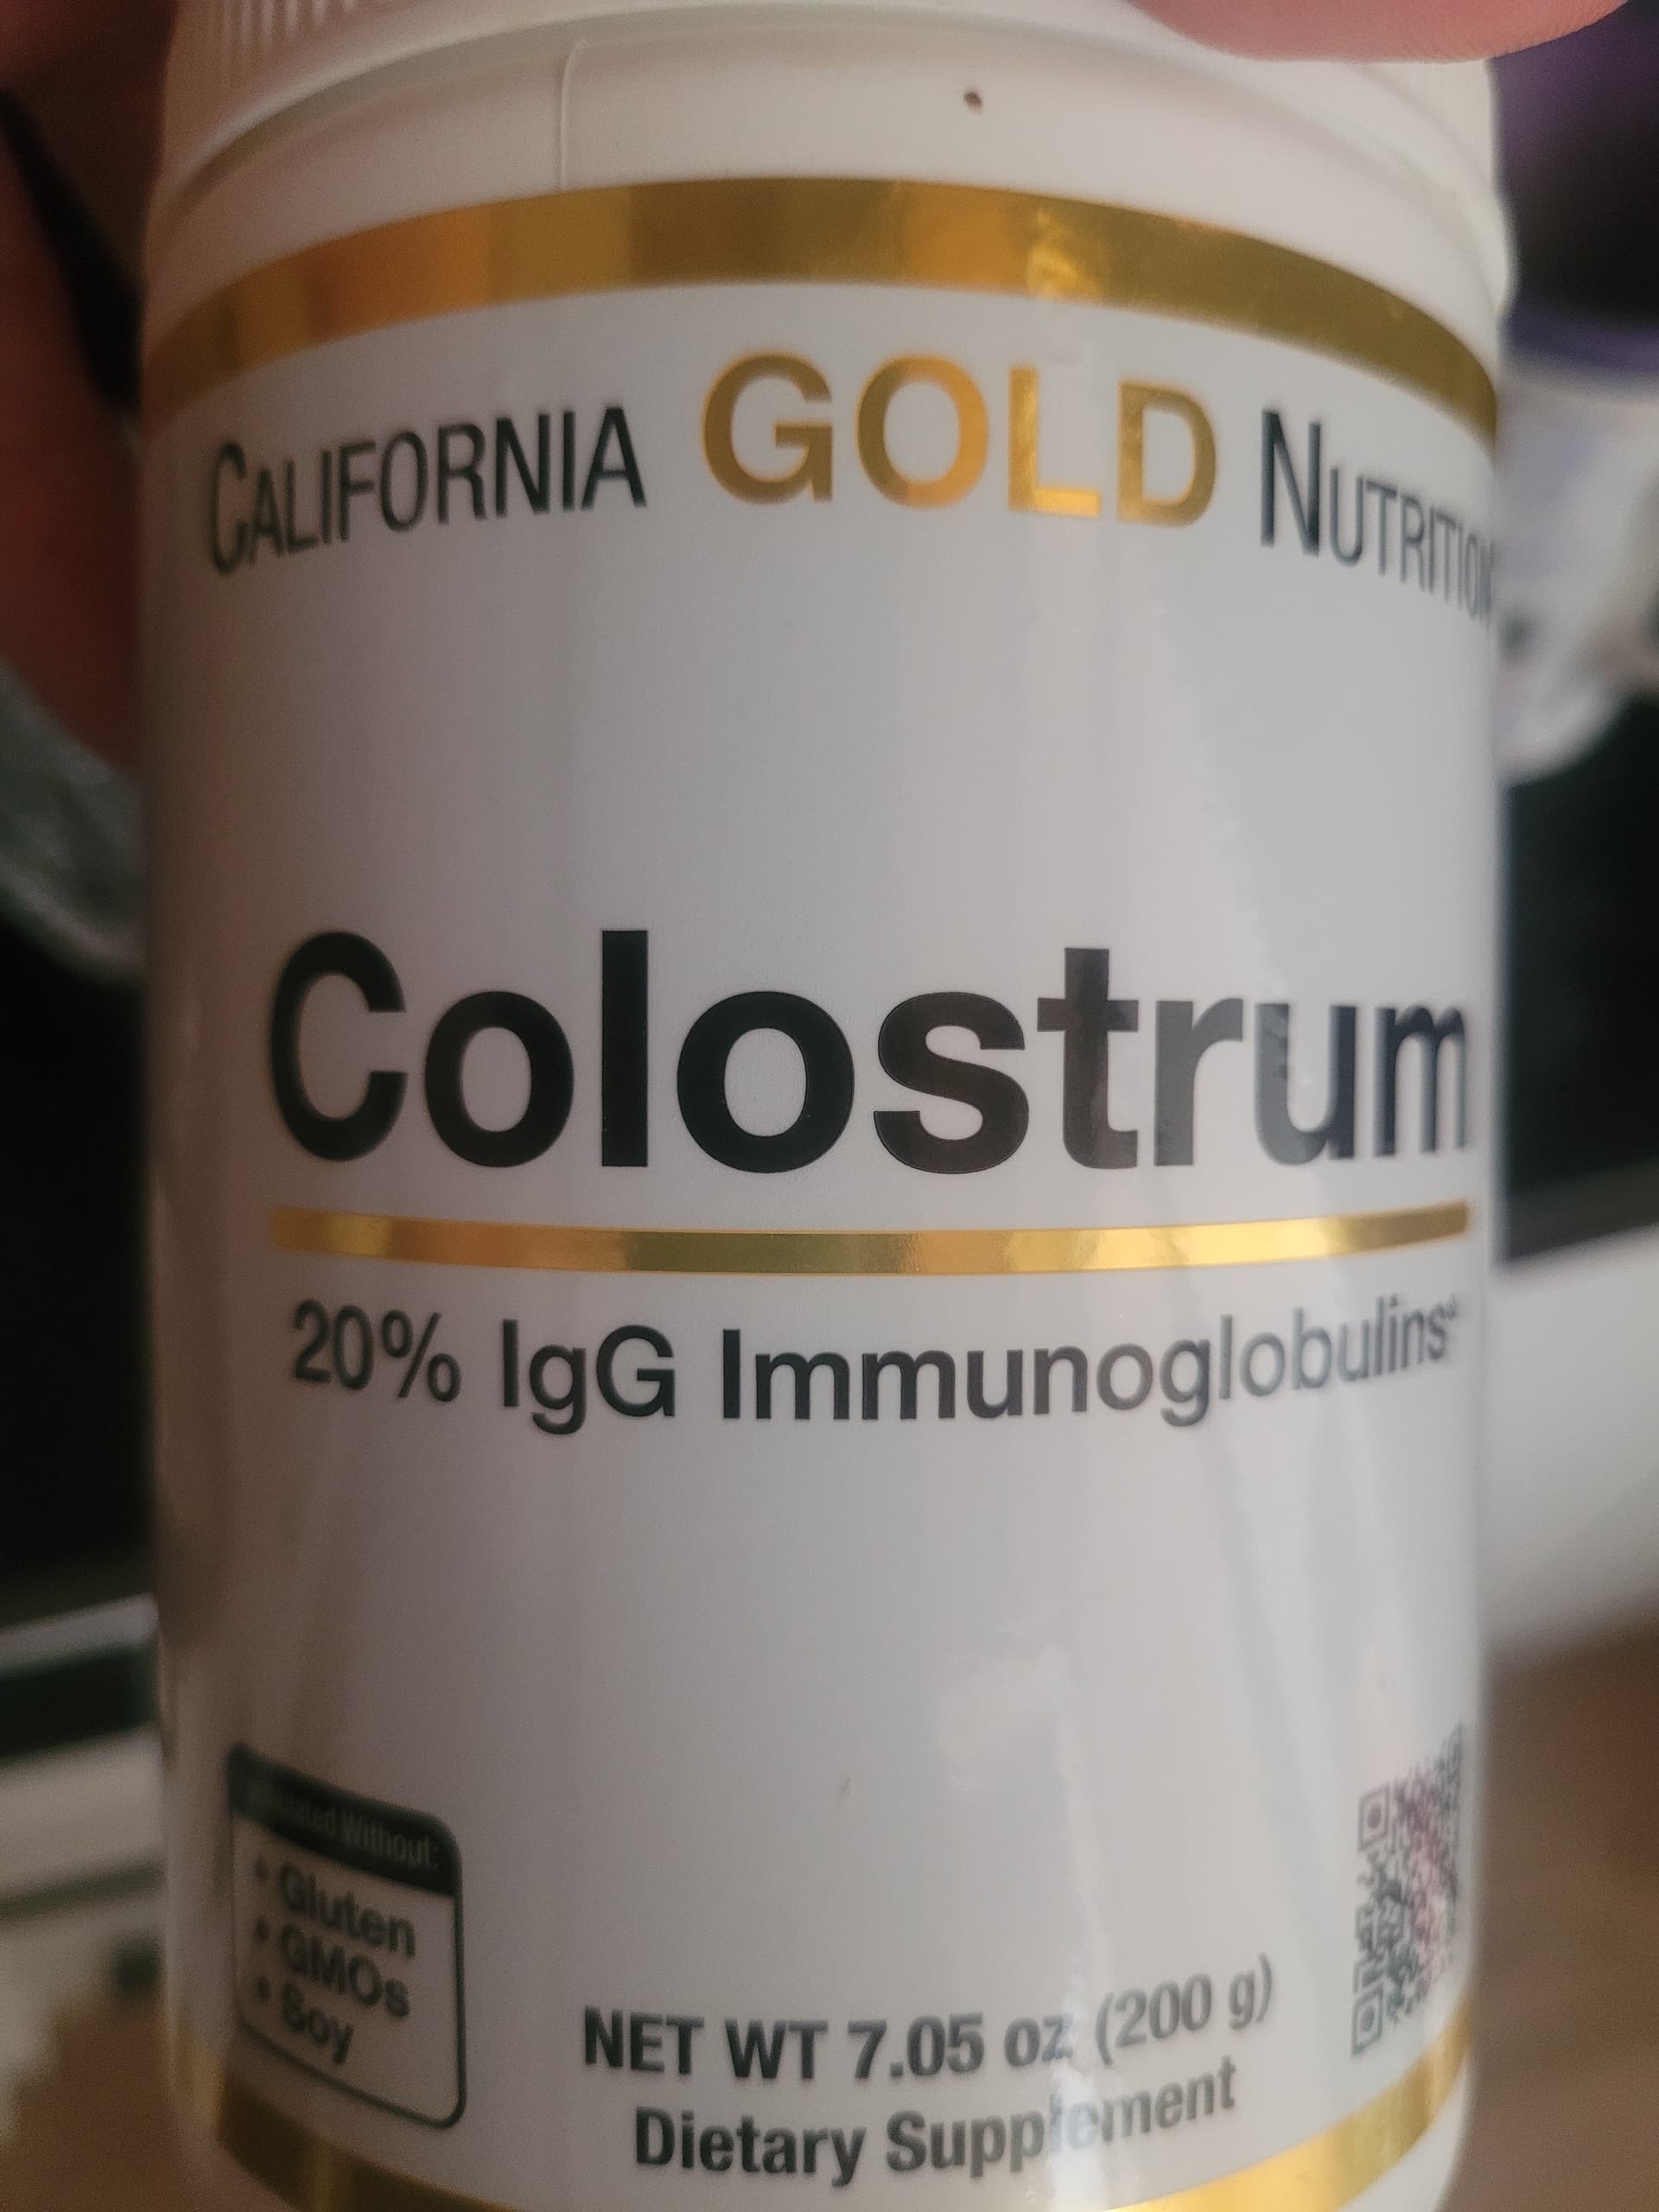 CALIFORNIA GOLD NUTRITION
Colostrum
20% IgG Immunoglobulins
Without:
• Gluten
• GMOs
• Soy
NET WT 7.05 oz (200 g)
Dietary Supplement